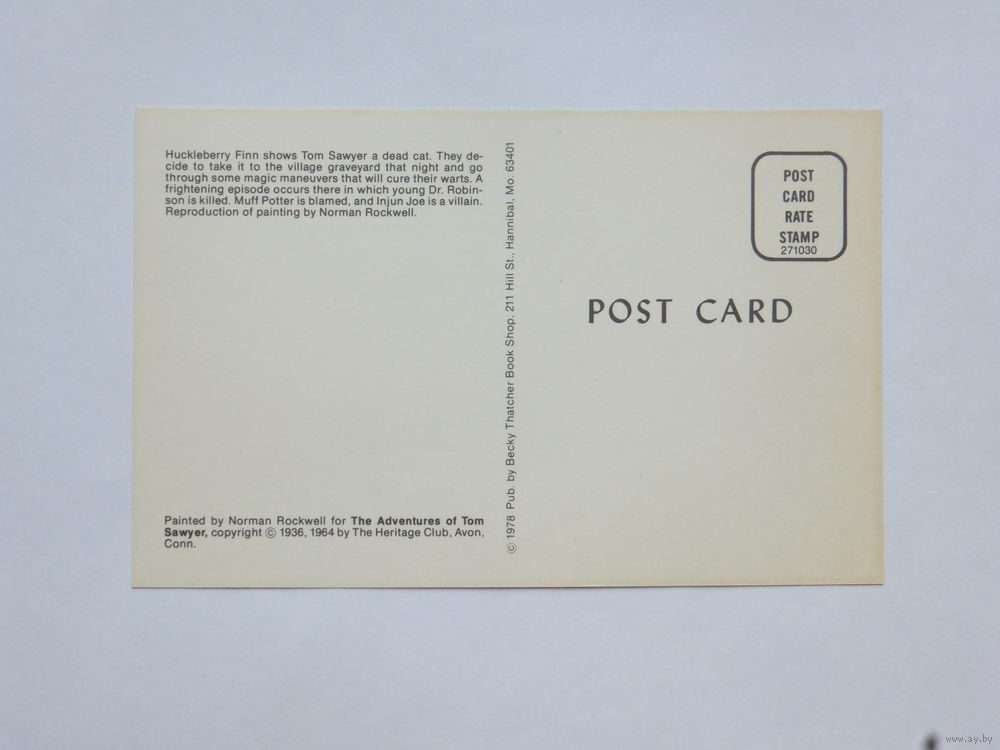 Huckleberry Finn shows Tom Sawyer a dead cat. They de-
cide to take it to the village graveyard that night and go
through some magic maneuvers that will cure their warts. A
frightening episode occurs there in which young Dr. Robin-
son is killed. Muff Potter is blamed, and Injun Joe is a villain.
Reproduction of painting by Norman Rockwell.
Painted by Norman Rockwell for The Adventures of Tom
Sawyer, copyright © 1936, 1964 by The Heritage Club, Avon,
Conn.
© 1978 Pub. by Becky Thatcher Book Shop, 211 Hill St., Hannibal, Mo. 63401
POST
CARD
RATE
STAMP
271030
POST CARD
www.ay.by